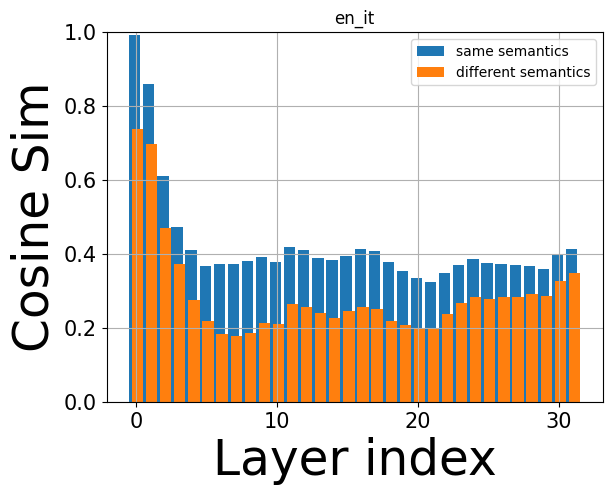 en_it
same semantics
different semantics
Cosine Sim
1.0
0.8
0.6
0.4
0.2
0.0
0 10 20 30
Layer index